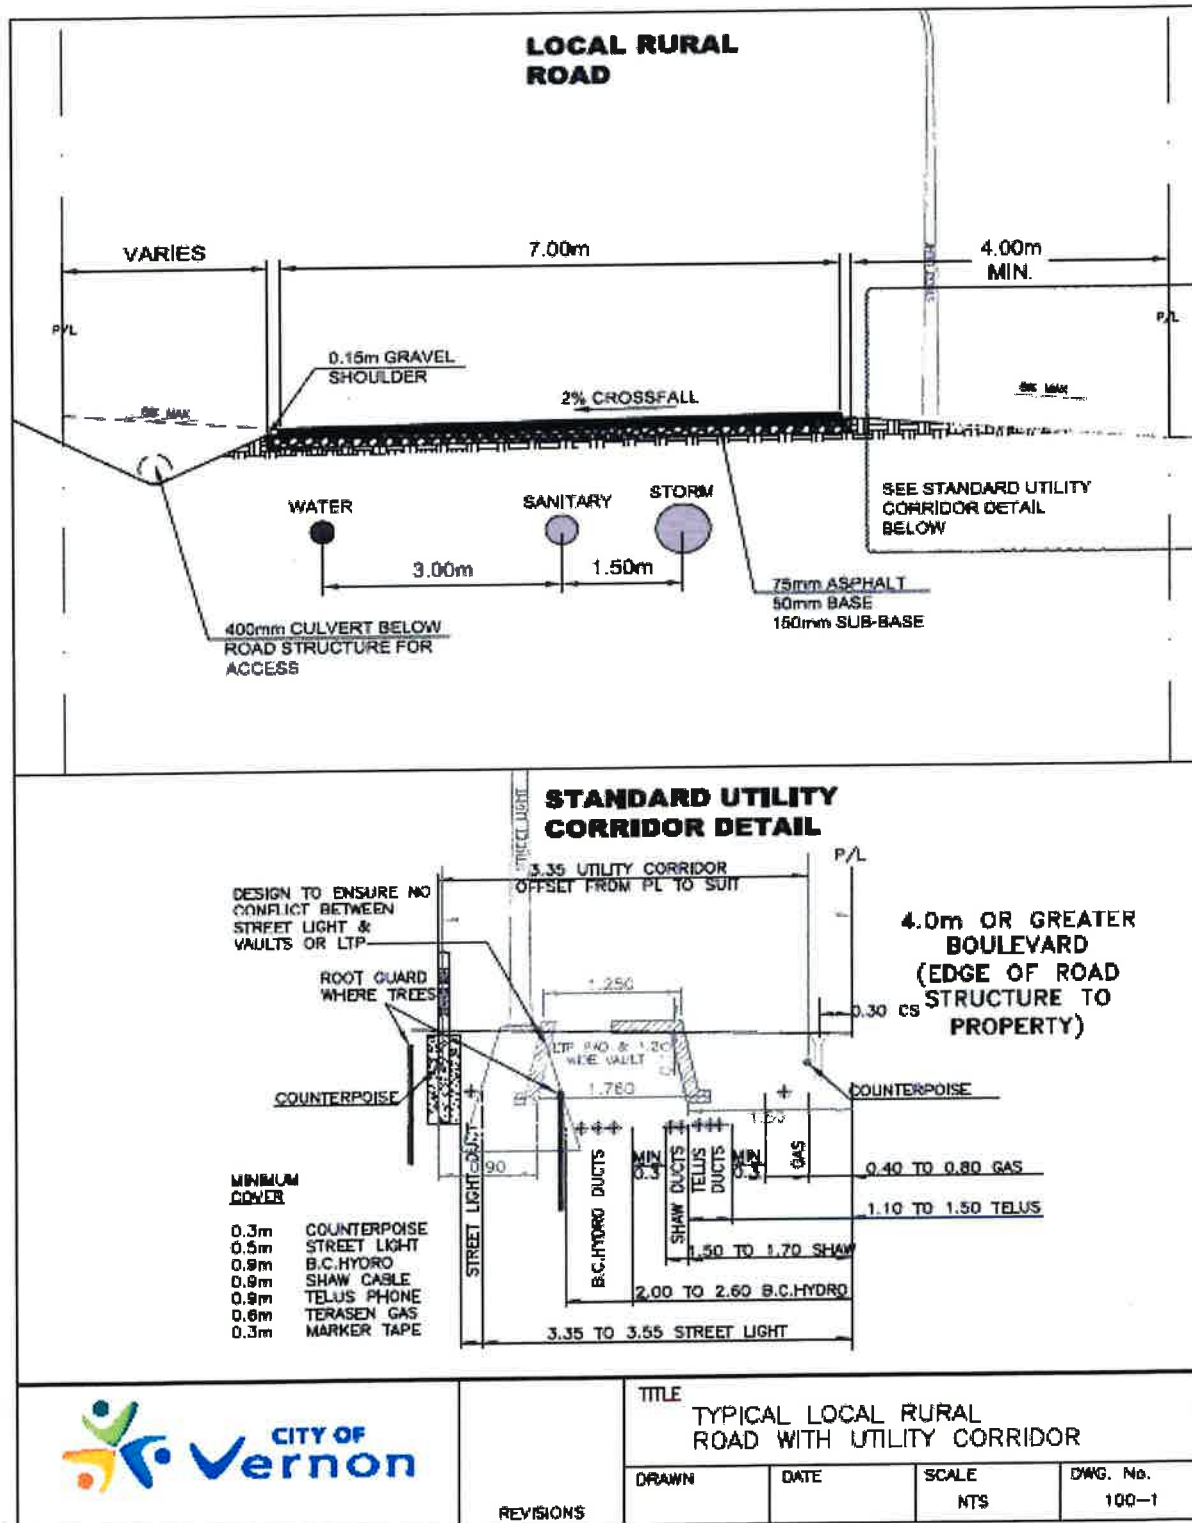 LOCAL RURAL
ROAD
VARIES
7.00m
4.00m
MIN.
P/L
P/L
0.15m GRAVEL
SHOULDER
2% CROSSFALL
MAX
MAX
WATER
SANITARY
STORM
SEE STANDARD UTILITY
CORRIDOR DETAIL
BELOW
3.00m
1.50m
75mm ASPHALT
50mm BASE
150mm SUB-BASE
400mm CULVERT BELOW
ROAD STRUCTURE FOR
ACCESS
STANDARD UTILITY
CORRIDOR DETAIL
STREET LIGHT
P/L
3.35 UTILITY CORRIDOR
OFFSET FROM PL TO SUIT
DESIGN TO ENSURE NO
CONFLICT BETWEEN
STREET LIGHT &
VAULTS OR LTP
4.0m OR GREATER
BOULEVARD
(EDGE OF ROAD
STRUCTURE TO
PROPERTY)
ROOT GUARD
WHERE TREES
1.250
0.30 CS
LTP PAD & 1.20
WIDE VAULT
COUNTERPOISE
1.760
COUNTERPOISE
0.90
STREET LIGHT DUCT
B.C.HYDRO DUCTS
MIN
0.3
SHAW DUCTS
TELUS
DUCTS
MIN
0.3
GAS
0.40 TO 0.80 GAS
1.10 TO 1.50 TELUS
1.50 TO 1.70 SHAW
2.00 TO 2.60 B.C.HYDRO
3.35 TO 3.55 STREET LIGHT
MINIMUM
COVER
0.3m COUNTERPOISE
0.5m STREET LIGHT
0.9m B.C.HYDRO
0.9m SHAW CABLE
0.9m TELUS PHONE
0.6m TERASEN GAS
0.3m MARKER TAPE
CITY OF
Vernon
REVISIONS
TITLE
TYPICAL LOCAL RURAL
ROAD WITH UTILITY CORRIDOR
DRAWN
DATE
SCALE
NTS
DWG. No.
100-1